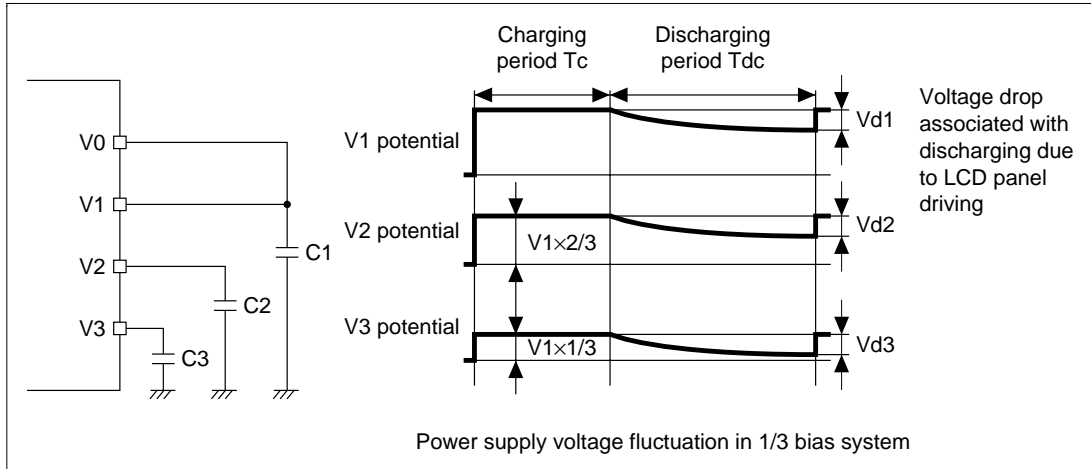 Charging
period Tc
Discharging
period Tdc
V0
V1
V2
V3
C1
C2
C3
V1 potential
Vd1
Voltage drop
associated with
discharging due
to LCD panel
driving
V2 potential
V1×2/3
Vd2
V3 potential
V1×1/3
Vd3
Power supply voltage fluctuation in 1/3 bias system